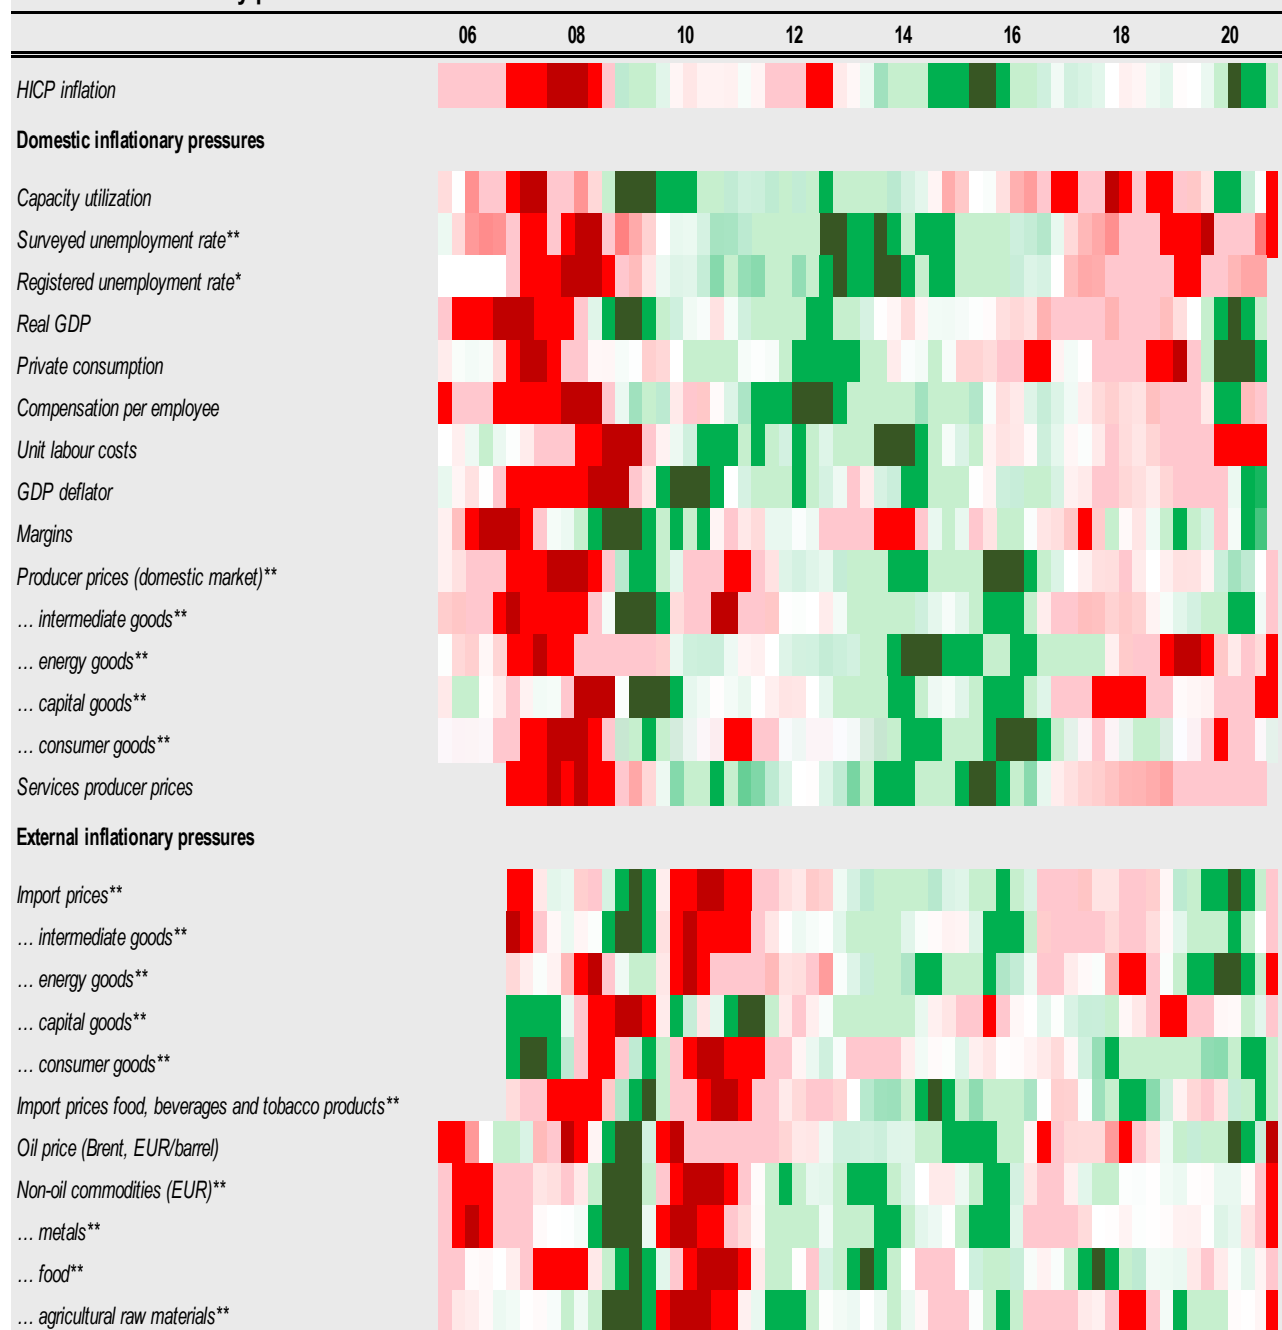 06 08 10 12 14 16 18 20
HICP inflation
Domestic inflationary pressures
Capacity utilization
Surveyed unemployment rate**
Registered unemployment rate*
Real GDP
Private consumption
Compensation per employee
Unit labour costs
GDP deflator
Margins
Producer prices (domestic market)**
… intermediate goods**
… energy goods**
… capital goods**
… consumer goods**
Services producer prices
External inflationary pressures
Import prices**
… intermediate goods**
… energy goods**
… capital goods**
… consumer goods**
Import prices food, beverages and tobacco products**
Oil price (Brent, EUR/barrel)
Non-oil commodities (EUR)**
… metals**
… food**
… agricultural raw materials**